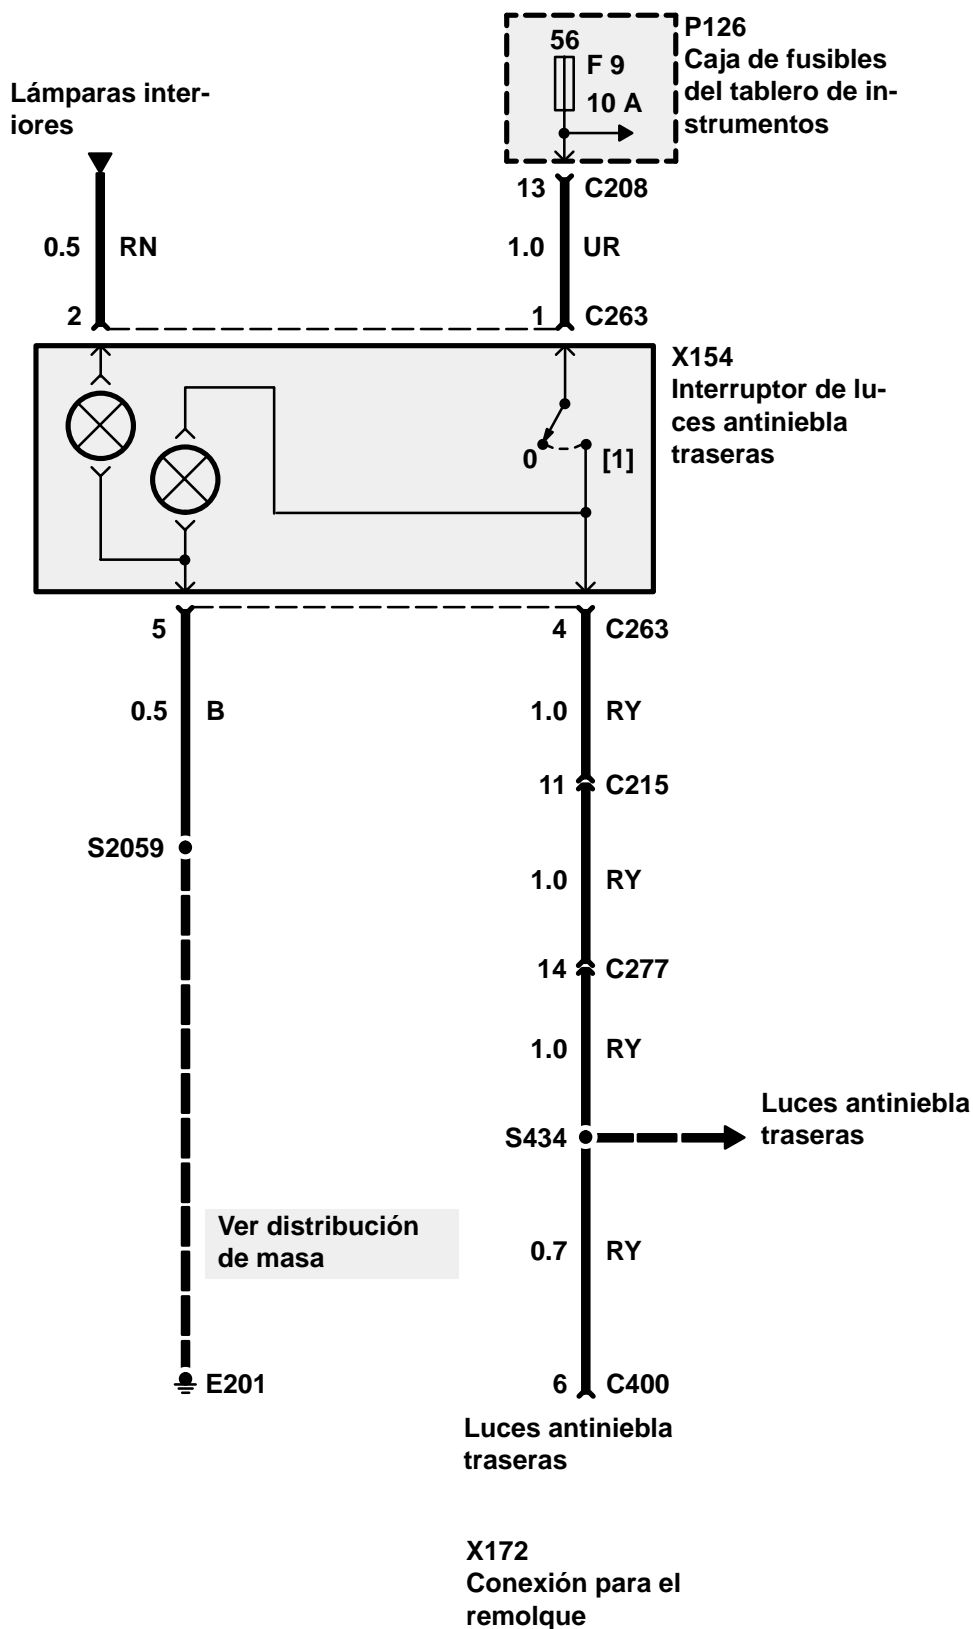 P126
Caja de fusibles
del tablero de in-
strumentos
56
F 9
10 A
Lámparas inter-
iores
13 C208
0.5 RN
1.0 UR
2
1 C263
X154
Interruptor de lu-
ces antiniebla
traseras
0 [1]
5
4 C263
0.5 B
1.0 RY
11 C215
S2059
1.0 RY
14 C277
1.0 RY
S434
Luces antiniebla
traseras
Ver distribución
de masa
0.7 RY
E201
6 C400
Luces antiniebla
traseras
X172
Conexión para el
remolque